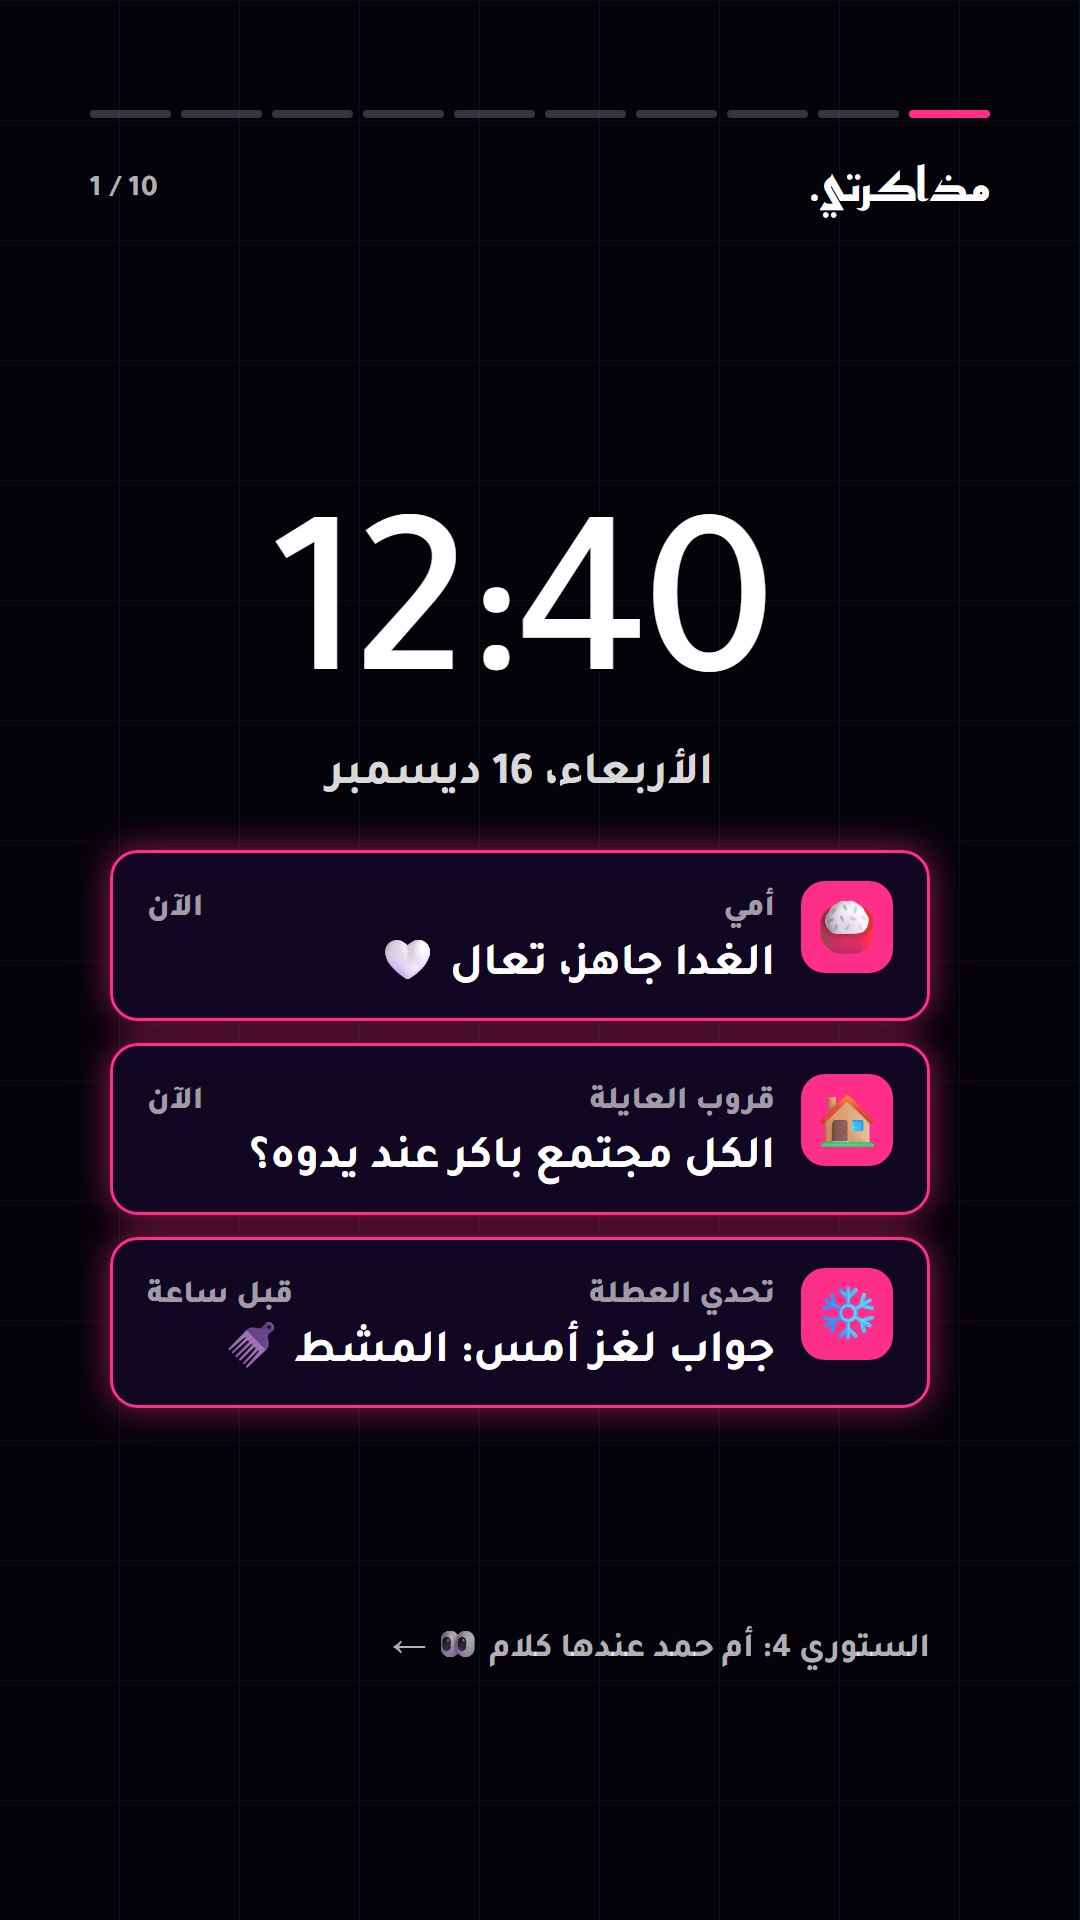 مذاكرتي.
1 / 10
12:40
الأربعاء، 16 ديسمبر
أمي
الآن
الغدا جاهز، تعال 🤍
قروب العايلة
الآن
الكل مجتمع باكر عند يدوه؟
تحدي العطلة
قبل ساعة
جواب لغز أمس: المشط 🪮
الستوري 4: أم حمد عندها كلام 👀 ←